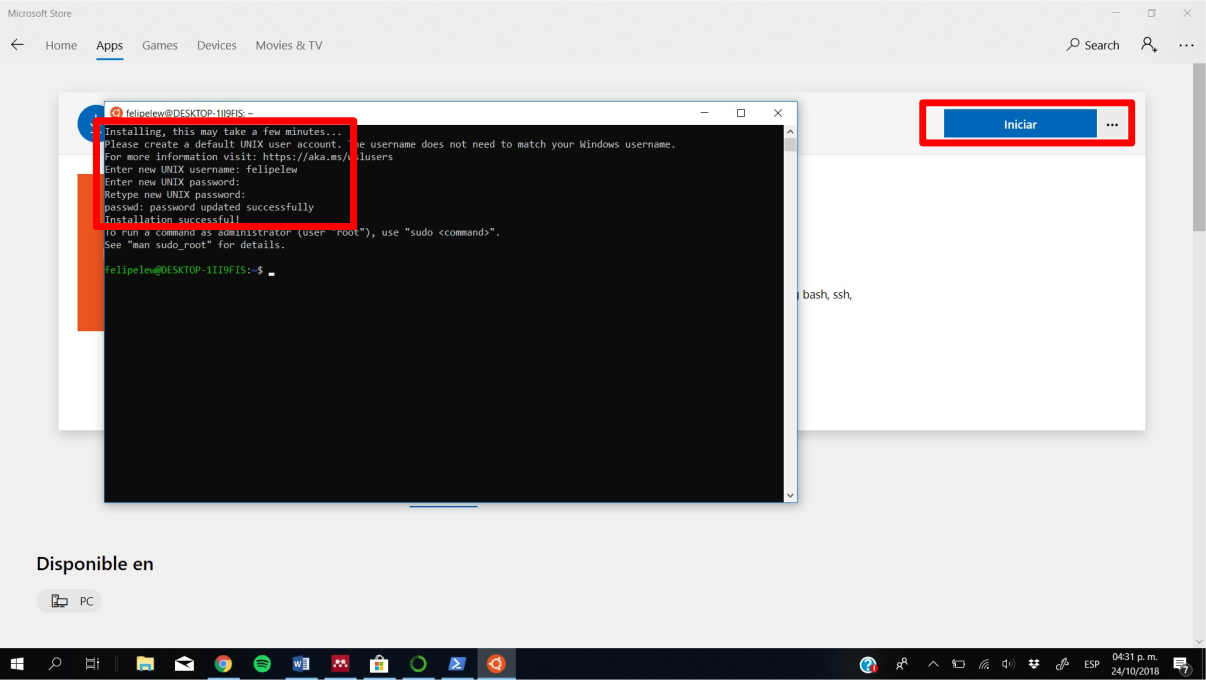 Microsoft Store
Home Apps Games Devices Movies & TV Search
felipelew@DESKTOP-1II9FIS: ~
Iniciar
Installing, this may take a few minutes...
Please create a default UNIX user account. The username does not need to match your Windows username.
For more information visit: https://aka.ms/wslusers
Enter new UNIX username: felipelew
Enter new UNIX password:
Retype new UNIX password:
passwd: password updated successfully
Installation successful!
To run a command as administrator (user "root"), use "sudo <command>".
See "man sudo_root" for details.
felipelew@DESKTOP-1II9FIS:~$
bash, ssh,
Disponible en
PC
ESP
04:31 p. m.
24/10/2018
7